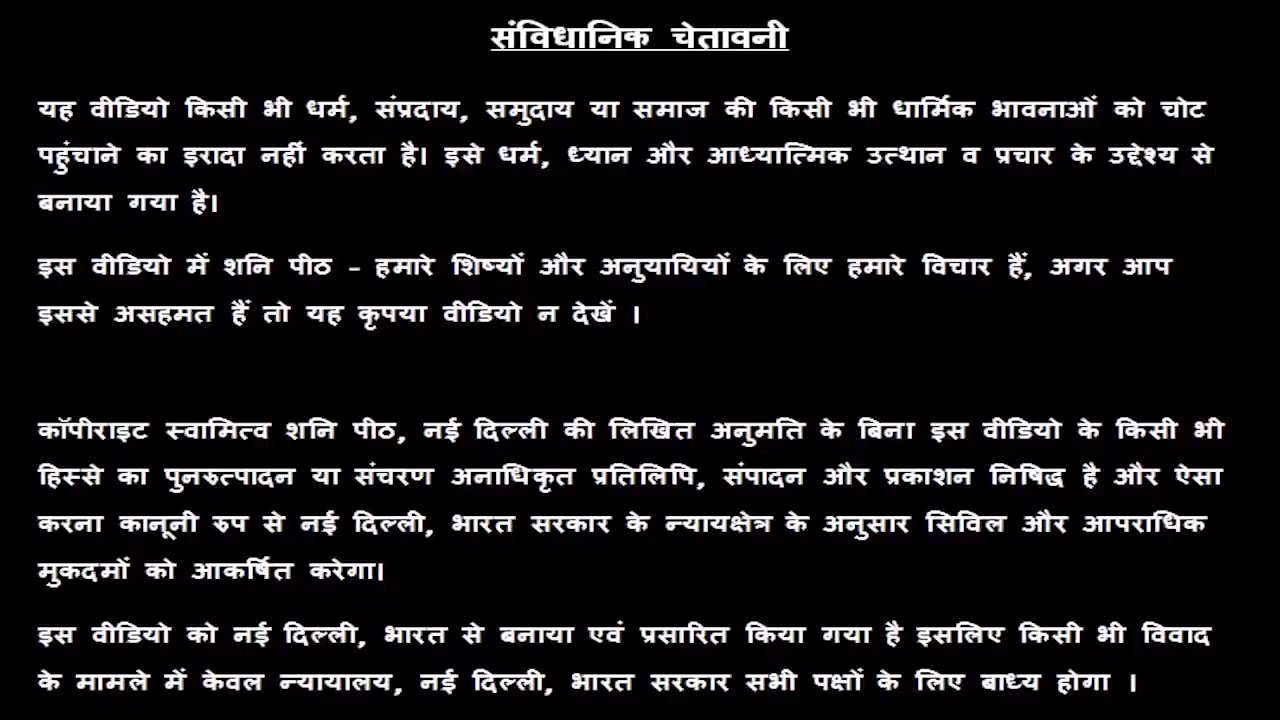 संविधानिक चेतावनी
यह वीडियो किसी भी धर्म, संप्रदाय, समुदाय या समाज की किसी भी धार्मिक भावनाओं को चोट
पहुंचाने का इरादा नहीं करता है। इसे धर्म, ध्यान और आध्यात्मिक उत्थान व प्रचार के उद्देश्य से
बनाया गया है।
इस वीडियो में शनि पीठ – हमारे शिष्यों और अनुयायियों के लिए हमारे विचार हैं, अगर आप
इससे असहमत हैं तो यह कृपया वीडियो न देखें ।
कॉपीराइट स्वामित्व शनि पीठ, नई दिल्ली की लिखित अनुमति के बिना इस वीडियो के किसी भी
हिस्से का पुनरुत्पादन या संचरण अनाधिकृत प्रतिलिपि, संपादन और प्रकाशन निषिद्ध है और ऐसा
करना कानूनी रुप से नई दिल्ली, भारत सरकार के न्यायक्षेत्र के अनुसार सिविल और आपराधिक
मुकदमों को आकर्षित करेगा।
इस वीडियो को नई दिल्ली, भारत से बनाया एवं प्रसारित किया गया है इसलिए किसी भी विवाद
के मामले में केवल न्यायालय, नई दिल्ली, भारत सरकार सभी पक्षों के लिए बाध्य होगा ।